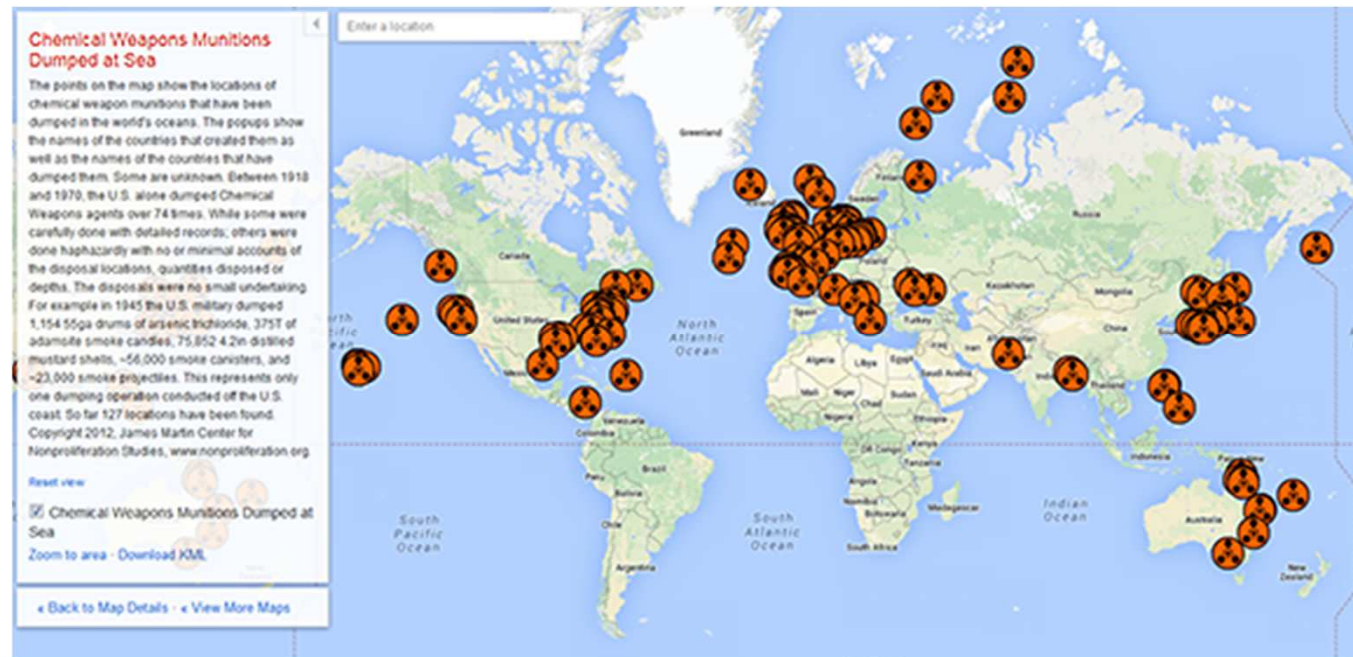 Chemical Weapons Munitions
Dumped at Sea
The points on the map show the locations of
chemical weapon munitions that have been
dumped in the world's oceans. The popups show
the names of the countries that created them as
well as the names of the countries that have
dumped them. Some are unknown. Between 1918
and 1970, the U.S. alone dumped Chemical
Weapons agents over 74 times. While some were
carefully done with detailed records; others were
done haphazardly with no or minimal accounts of
the disposal locations, quantities disposed or
depths. The disposals were no small undertaking.
For example in 1945 the U.S. military dumped
1,154 55ga drums of arsenic trichloride, 375T of
adamsite smoke candles, 75,852 4.2in distilled
mustard shells, ~56,000 smoke canisters, and
~23,000 smoke projectiles. This represents only
one dumping operation conducted off the U.S.
coast. So far 127 locations have been found.
Copyright 2012, James Martin Center for
Nonproliferation Studies, www.nonproliferation.org
Reset view
Chemical Weapons Munitions Dumped at
Sea
Zoom to area · Download KML
« Back to Map Details · « View More Maps
Enter a location
Greenland
Iceland
Sweden
Russia
Canada
Poland
Kazakhstan
Mongolia
United States
North
Atlantic
Ocean
Spain
Turkey
China
Iraq
Iran
Algeria
Libya
Egypt
Saudi Arabia
Thailand
Mali
Niger
Chad
Sudan
Nigeria
Ethiopia
Venezuela
Colombia
DR Congo
Kenya
Tanzania
Indonesia
Papua New
Peru
Brazil
Bolivia
Angola
Namibia
Botswana
Madagascar
Indian
Ocean
Australia
South
Pacific
Ocean
Chile
South
Atlantic
Ocean
South Africa
Argentina
New
Zealand